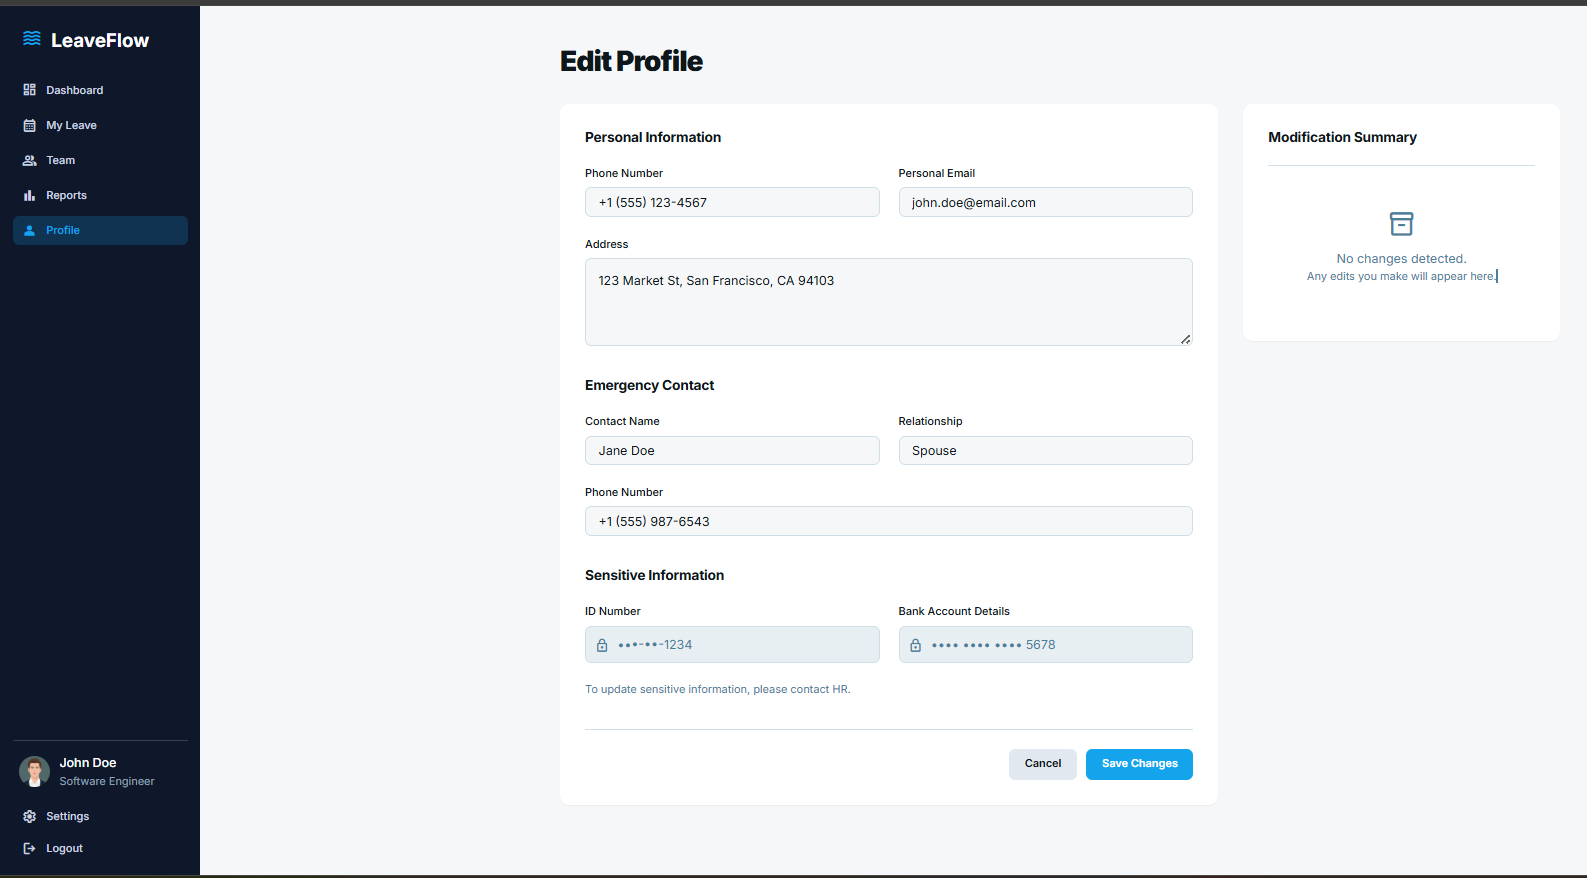 LeaveFlow
Dashboard
My Leave
Team
Reports
Profile
John Doe
Software Engineer
Settings
Logout
Edit Profile
Personal Information
Phone Number
+1 (555) 123-4567
Personal Email
john.doe@email.com
Address
123 Market St, San Francisco, CA 94103
Emergency Contact
Contact Name
Jane Doe
Relationship
Spouse
Phone Number
+1 (555) 987-6543
Sensitive Information
ID Number
•••-••-1234
Bank Account Details
•••• •••• •••• 5678
To update sensitive information, please contact HR.
Cancel
Save Changes
Modification Summary
No changes detected.
Any edits you make will appear here.